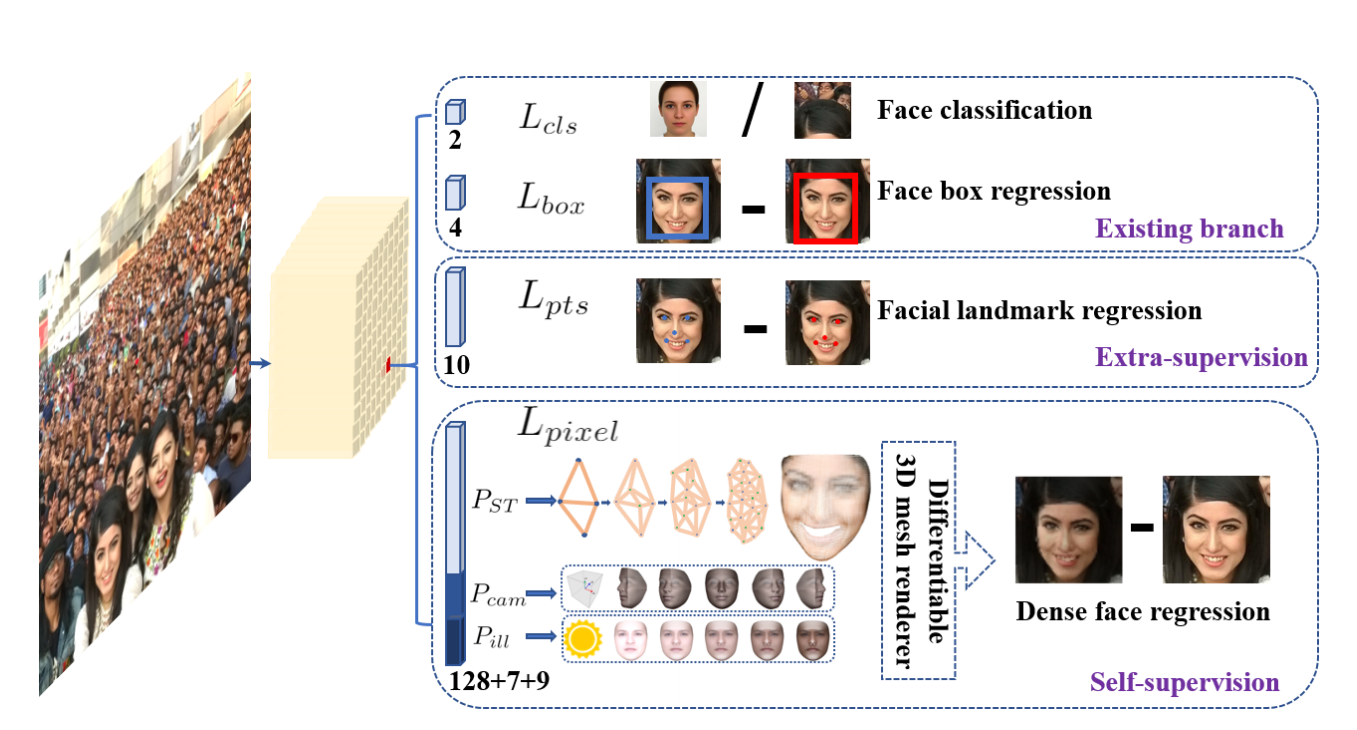 L_{cls}
/
Face classification
2
L_{box}
-
Face box regression
4
Existing branch
L_{pts}
-
Facial landmark regression
10
Extra-supervision
L_{pixel}
P_{ST}
P_{cam}
P_{ill}
128+7+9
Differentiable
3D mesh renderer
-
Dense face regression
Self-supervision